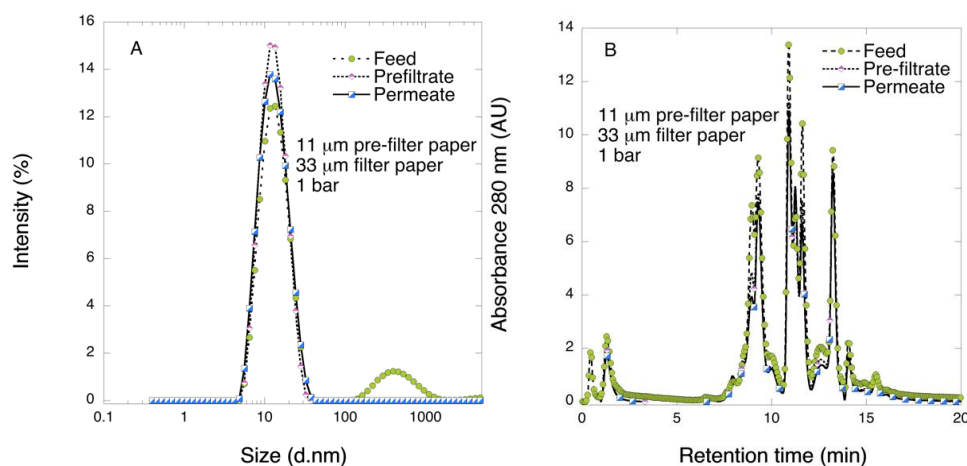 A
Feed
Prefiltrate
Permeate
11 μm pre-filter paper
33 μm filter paper
1 bar
Intensity (%)
16
14
12
10
8
6
4
2
0
0.1
1
10
100
1000
Size (d.nm)
B
Feed
Pre-filtrate
Permeate
11 μm pre-filter paper
33 μm filter paper
1 bar
Absorbance 280 nm (AU)
14
12
10
8
6
4
2
0
0
5
10
15
20
Retention time (min)